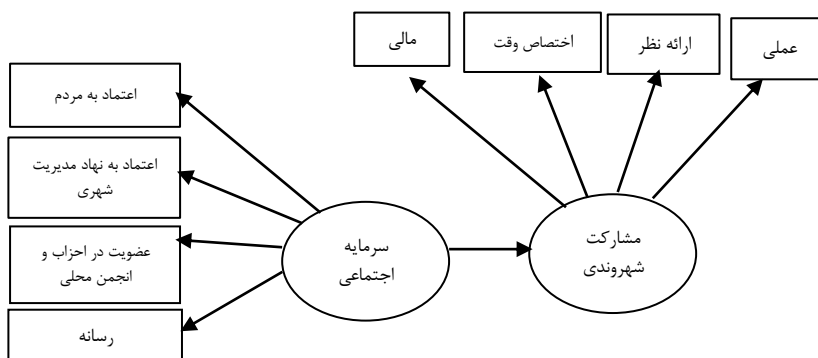 مالی
اختصاص وقت
ارائه نظر
عملی
اعتماد به مردم
اعتماد به نهاد مدیریت
شهری
عضویت در احزاب و
انجمن محلی
رسانه
سرمایه
اجتماعی
مشارکت
شهروندی